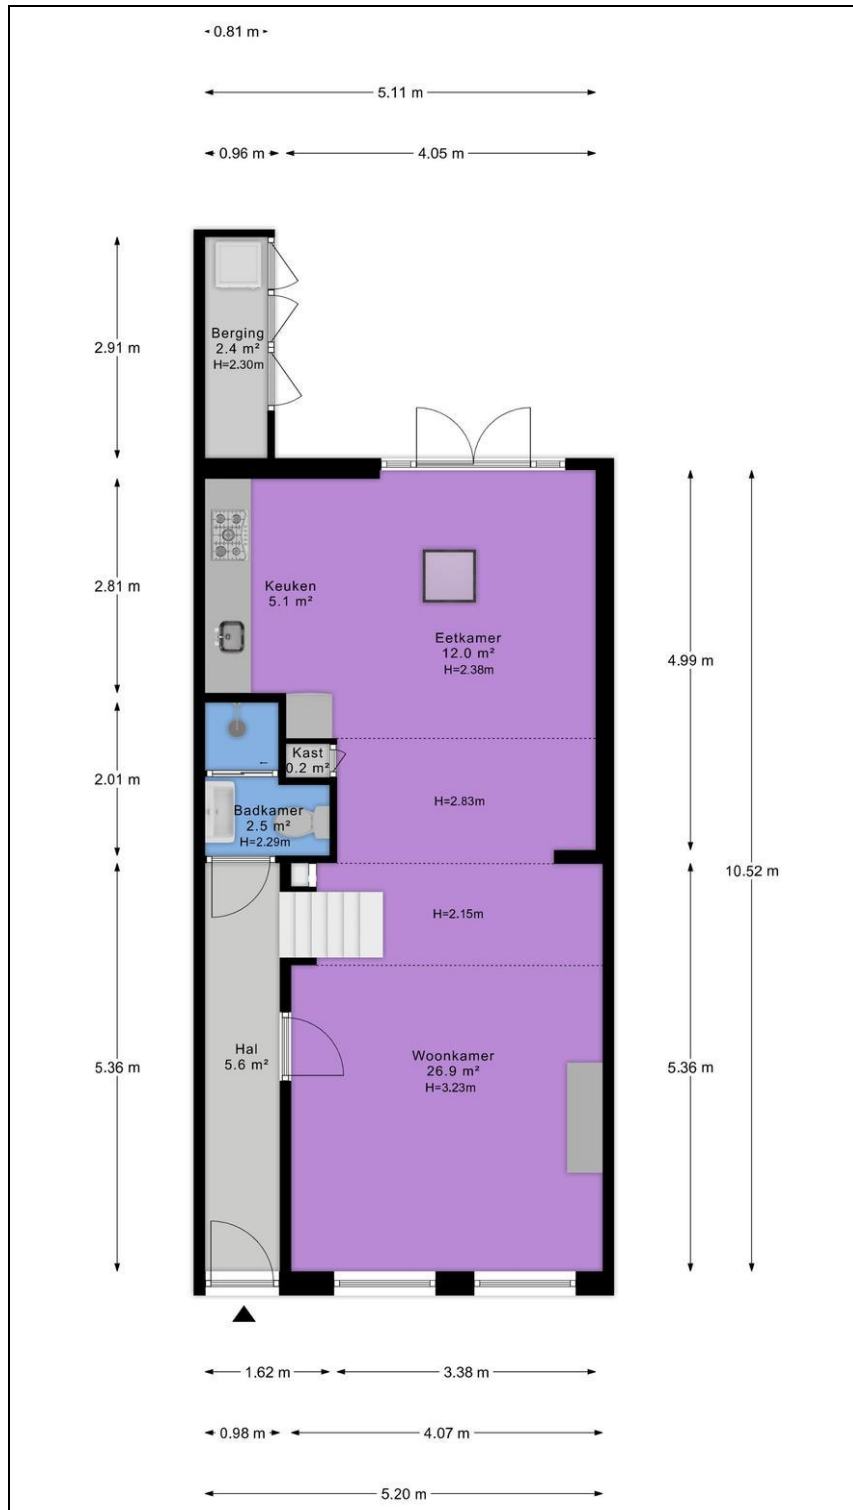 0.81 m
5.11 m
0.96 m
4.05 m
2.91 m
Berging
2.4 m²
H=2.30m
2.81 m
Keuken
5.1 m²
Eetkamer
12.0 m²
H=2.38m
4.99 m
Kast
0.2 m²
2.01 m
H=2.83m
Badkamer
2.5 m²
H=2.29m
10.52 m
H=2.15m
Hal
5.6 m²
5.36 m
Woonkamer
26.9 m²
H=3.23m
5.36 m
1.62 m
3.38 m
0.98 m
4.07 m
5.20 m